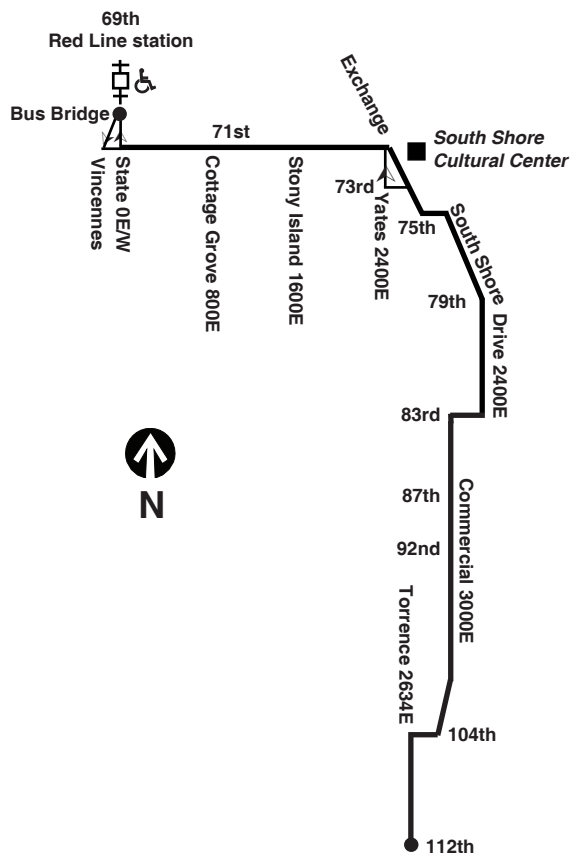 69th
Red Line station
Bus Bridge
71st
Exchange
South Shore
Cultural Center
Vincennes
State 0E/W
Cottage Grove 800E
Stony Island 1600E
73rd
Yates 2400E
75th
South Shore Drive 2400E
79th
83rd
N
87th
Commercial 3000E
92nd
Torrence 2634E
104th
112th